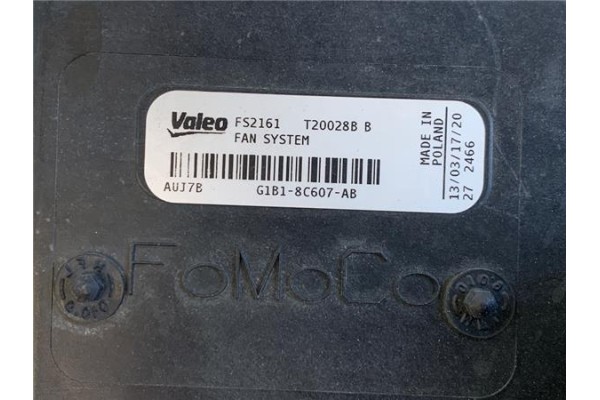 Valeo FS2161 T20028B B
FAN SYSTEM
AUJ7B G1B1-8C607-AB
MADE IN
POLAND
13/03/17/20
27 2466
FoMoCo